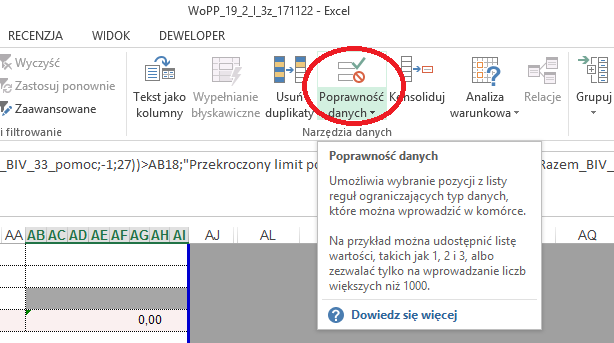 WoPP_19_2_I_3z_171122 - Excel
RECENZJA WIDOK DEVELOPER
Wyczyść
Zastosuj ponownie
Zaawansowane
Tekst jako kolumny
Wypełnianie błyskawiczne
Usuń duplikaty
Poprawność danych
Konsoliduj
Analiza warunkowa
Relacje
Grupuj
i filtrowanie
Narzędzia danych
_BIV_33_pomoc;-1;27))>AB18;"Przekroczony limit po
Razem_BIV_
Poprawność danych
Umożliwia wybranie pozycji z listy
reguł ograniczających typ danych,
które można wprowadzić w komórce.
Na przykład można udostępnić listę
wartości, takich jak 1, 2 i 3, albo
zezwalać tylko na wprowadzanie liczb
większych niż 1000.
Dowiedz się więcej
AA AB AC AD AE AF AG AH AI AJ AL AQ
0,00